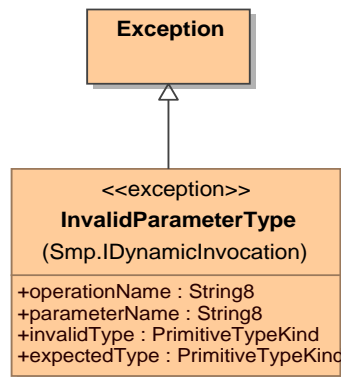 Exception
<<exception>>
InvalidParameterType
(Smp.IDynamicInvocation)
+operationName : String8
+parameterName : String8
+invalidType : PrimitiveTypeKind
+expectedType : PrimitiveTypeKind